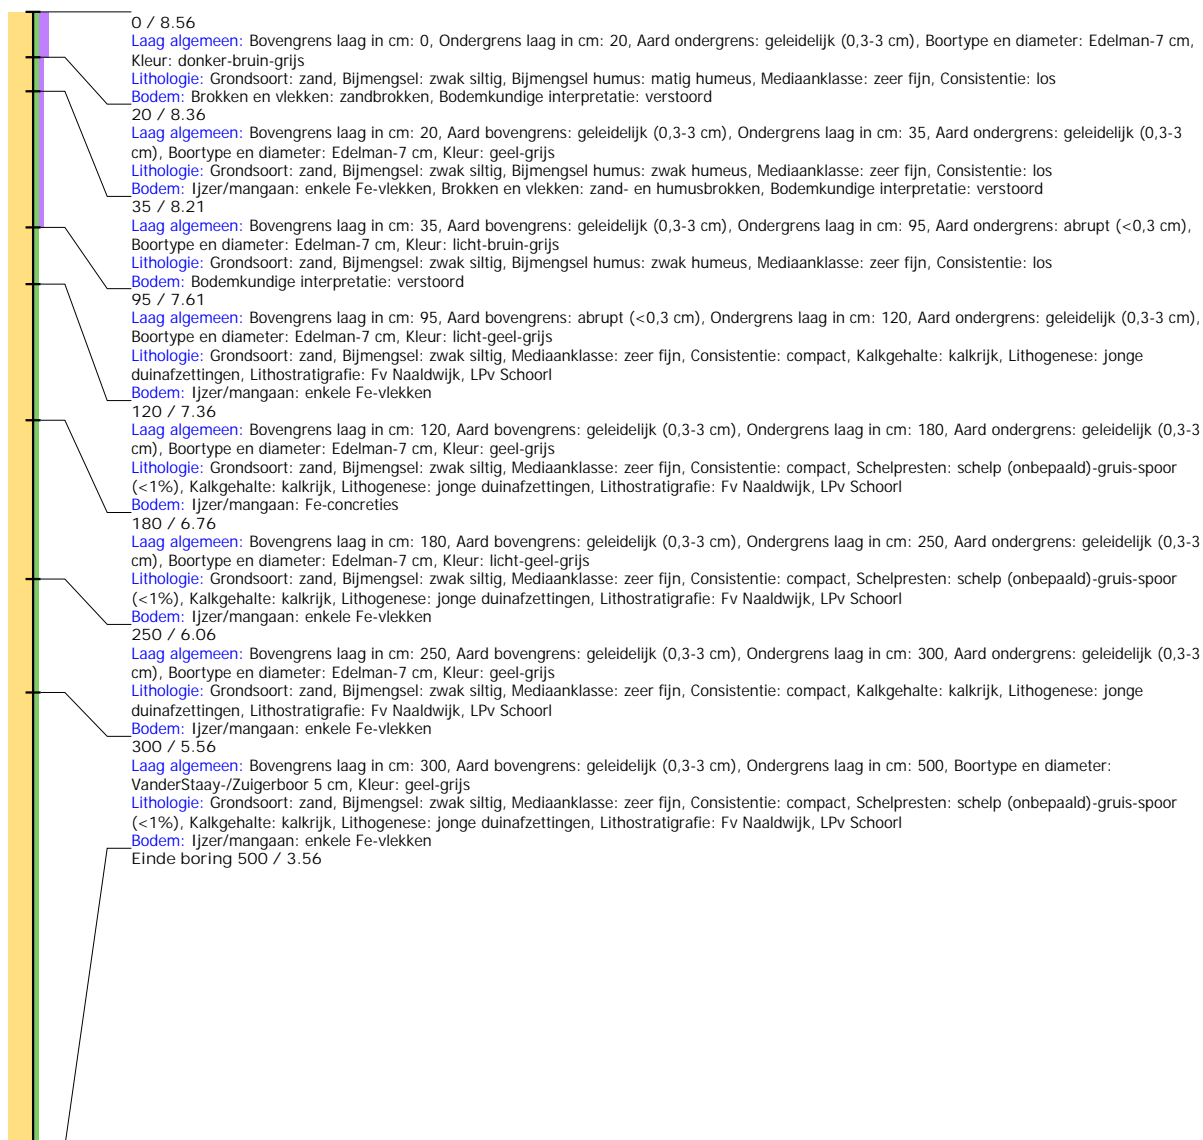 0 / 8.56
Laag algemeen: Bovengrens laag in cm: 0, Ondergrens laag in cm: 20, Aard ondergrens: geleidelijk (0,3-3 cm), Boortype en diameter: Edelman-7 cm,
Kleur: donker-bruin-grijs
Lithologie: Grondsoort: zand, Bijmengsel: zwak siltig, Bijmengsel humus: matig humeus, Mediaanklasse: zeer fijn, Consistentie: los
Bodem: Brokken en vlekken: zandbrokken, Bodemkundige interpretatie: verstoord
20 / 8.36
Laag algemeen: Bovengrens laag in cm: 20, Aard bovengrens: geleidelijk (0,3-3 cm), Ondergrens laag in cm: 35, Aard ondergrens: geleidelijk (0,3-3
cm), Boortype en diameter: Edelman-7 cm, Kleur: geel-grijs
Lithologie: Grondsoort: zand, Bijmengsel: zwak siltig, Bijmengsel humus: zwak humeus, Mediaanklasse: zeer fijn, Consistentie: los
Bodem: Ijzer/mangaan: enkele Fe-vlekken, Brokken en vlekken: zand- en humusbrokken, Bodemkundige interpretatie: verstoord
35 / 8.21
Laag algemeen: Bovengrens laag in cm: 35, Aard bovengrens: geleidelijk (0,3-3 cm), Ondergrens laag in cm: 95, Aard ondergrens: abrupt (<0,3 cm),
Boortype en diameter: Edelman-7 cm, Kleur: licht-bruin-grijs
Lithologie: Grondsoort: zand, Bijmengsel: zwak siltig, Bijmengsel humus: zwak humeus, Mediaanklasse: zeer fijn, Consistentie: los
Bodem: Bodemkundige interpretatie: verstoord
95 / 7.61
Laag algemeen: Bovengrens laag in cm: 95, Aard bovengrens: abrupt (<0,3 cm), Ondergrens laag in cm: 120, Aard ondergrens: geleidelijk (0,3-3 cm),
Boortype en diameter: Edelman-7 cm, Kleur: licht-geel-grijs
Lithologie: Grondsoort: zand, Bijmengsel: zwak siltig, Mediaanklasse: zeer fijn, Consistentie: compact, Kalkgehalte: kalkrijk, Lithogenese: jonge
duinafzettingen, Lithostratigrafie: Fv Naaldwijk, LPv Schoorl
Bodem: Ijzer/mangaan: enkele Fe-vlekken
120 / 7.36
Laag algemeen: Bovengrens laag in cm: 120, Aard bovengrens: geleidelijk (0,3-3 cm), Ondergrens laag in cm: 180, Aard ondergrens: geleidelijk (0,3-3
cm), Boortype en diameter: Edelman-7 cm, Kleur: geel-grijs
Lithologie: Grondsoort: zand, Bijmengsel: zwak siltig, Mediaanklasse: zeer fijn, Consistentie: compact, Schelpresten: schelp (onbepaald)-gruis-spoor
(<1%), Kalkgehalte: kalkrijk, Lithogenese: jonge duinafzettingen, Lithostratigrafie: Fv Naaldwijk, LPv Schoorl
Bodem: Ijzer/mangaan: Fe-concreties
180 / 6.76
Laag algemeen: Bovengrens laag in cm: 180, Aard bovengrens: geleidelijk (0,3-3 cm), Ondergrens laag in cm: 250, Aard ondergrens: geleidelijk (0,3-3
cm), Boortype en diameter: Edelman-7 cm, Kleur: licht-geel-grijs
Lithologie: Grondsoort: zand, Bijmengsel: zwak siltig, Mediaanklasse: zeer fijn, Consistentie: compact, Schelpresten: schelp (onbepaald)-gruis-spoor
(<1%), Kalkgehalte: kalkrijk, Lithogenese: jonge duinafzettingen, Lithostratigrafie: Fv Naaldwijk, LPv Schoorl
Bodem: Ijzer/mangaan: enkele Fe-vlekken
250 / 6.06
Laag algemeen: Bovengrens laag in cm: 250, Aard bovengrens: geleidelijk (0,3-3 cm), Ondergrens laag in cm: 300, Aard ondergrens: geleidelijk (0,3-3
cm), Boortype en diameter: Edelman-7 cm, Kleur: geel-grijs
Lithologie: Grondsoort: zand, Bijmengsel: zwak siltig, Mediaanklasse: zeer fijn, Consistentie: compact, Kalkgehalte: kalkrijk, Lithogenese: jonge
duinafzettingen, Lithostratigrafie: Fv Naaldwijk, LPv Schoorl
Bodem: Ijzer/mangaan: enkele Fe-vlekken
300 / 5.56
Laag algemeen: Bovengrens laag in cm: 300, Aard bovengrens: geleidelijk (0,3-3 cm), Ondergrens laag in cm: 500, Boortype en diameter:
VanderStaay-/Zuigerboor 5 cm, Kleur: geel-grijs
Lithologie: Grondsoort: zand, Bijmengsel: zwak siltig, Mediaanklasse: zeer fijn, Consistentie: compact, Schelpresten: schelp (onbepaald)-gruis-spoor
(<1%), Kalkgehalte: kalkrijk, Lithogenese: jonge duinafzettingen, Lithostratigrafie: Fv Naaldwijk, LPv Schoorl
Bodem: Ijzer/mangaan: enkele Fe-vlekken
Einde boring 500 / 3.56